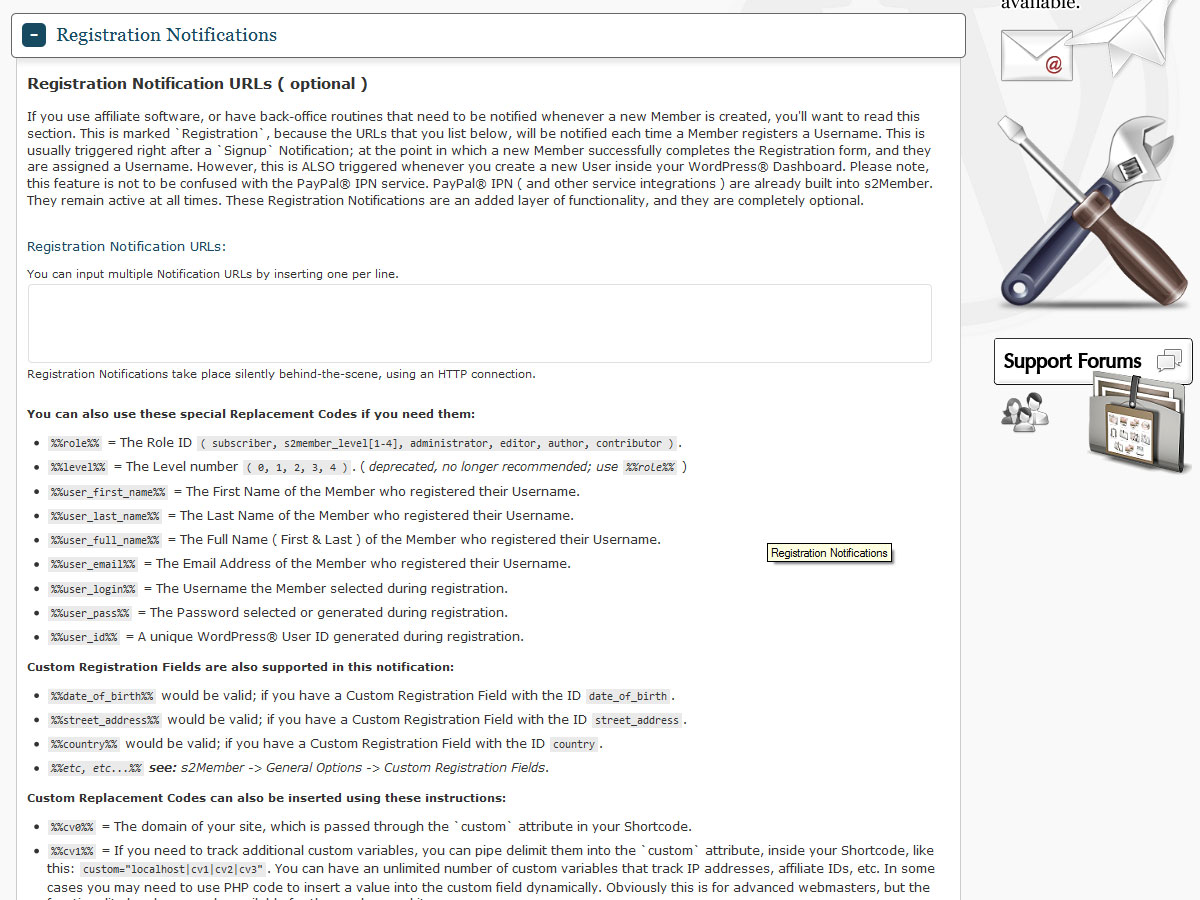 available.
Registration Notifications
Registration Notification URLs ( optional )
If you use affiliate software, or have back-office routines that need to be notified whenever a new Member is created, you'll want to read this
section. This is marked `Registration`, because the URLs that you list below, will be notified each time a Member registers a Username. This is
usually triggered right after a `Signup` Notification; at the point in which a new Member successfully completes the Registration form, and they
are assigned a Username. However, this is ALSO triggered whenever you create a new User inside your WordPress® Dashboard. Please note,
this feature is not to be confused with the PayPal® IPN service. PayPal® IPN ( and other service integrations ) are already built into s2Member.
They remain active at all times. These Registration Notifications are an added layer of functionality, and they are completely optional.
Registration Notification URLs:
You can input multiple Notification URLs by inserting one per line.
Registration Notifications take place silently behind-the-scene, using an HTTP connection.
Support Forums
You can also use these special Replacement Codes if you need them:
• %%role%% = The Role ID ( subscriber, s2member_level[1-4], administrator, editor, author, contributor ).
• %%level%% = The Level number ( 0, 1, 2, 3, 4 ). ( deprecated, no longer recommended; use %%role%% )
• %%user_first_name%% = The First Name of the Member who registered their Username.
• %%user_last_name%% = The Last Name of the Member who registered their Username.
• %%user_full_name%% = The Full Name ( First & Last ) of the Member who registered their Username.
Registration Notifications
• %%user_email%% = The Email Address of the Member who registered their Username.
• %%user_login%% = The Username the Member selected during registration.
• %%user_pass%% = The Password selected or generated during registration.
• %%user_id%% = A unique WordPress® User ID generated during registration.
Custom Registration Fields are also supported in this notification:
• %%date_of_birth%% would be valid; if you have a Custom Registration Field with the ID date_of_birth.
• %%street_address%% would be valid; if you have a Custom Registration Field with the ID street_address.
• %%country%% would be valid; if you have a Custom Registration Field with the ID country.
• %%etc, etc...%% see: s2Member -> General Options -> Custom Registration Fields.
Custom Replacement Codes can also be inserted using these instructions:
• %%cv0%% = The domain of your site, which is passed through the `custom` attribute in your Shortcode.
• %%cv1%% = If you need to track additional custom variables, you can pipe delimit them into the `custom` attribute, inside your Shortcode, like
this: custom="localhost|cv1|cv2|cv3". You can have an unlimited number of custom variables that track IP addresses, affiliate IDs, etc. In some
cases you may need to use PHP code to insert a value into the custom field dynamically. Obviously this is for advanced webmasters, but the